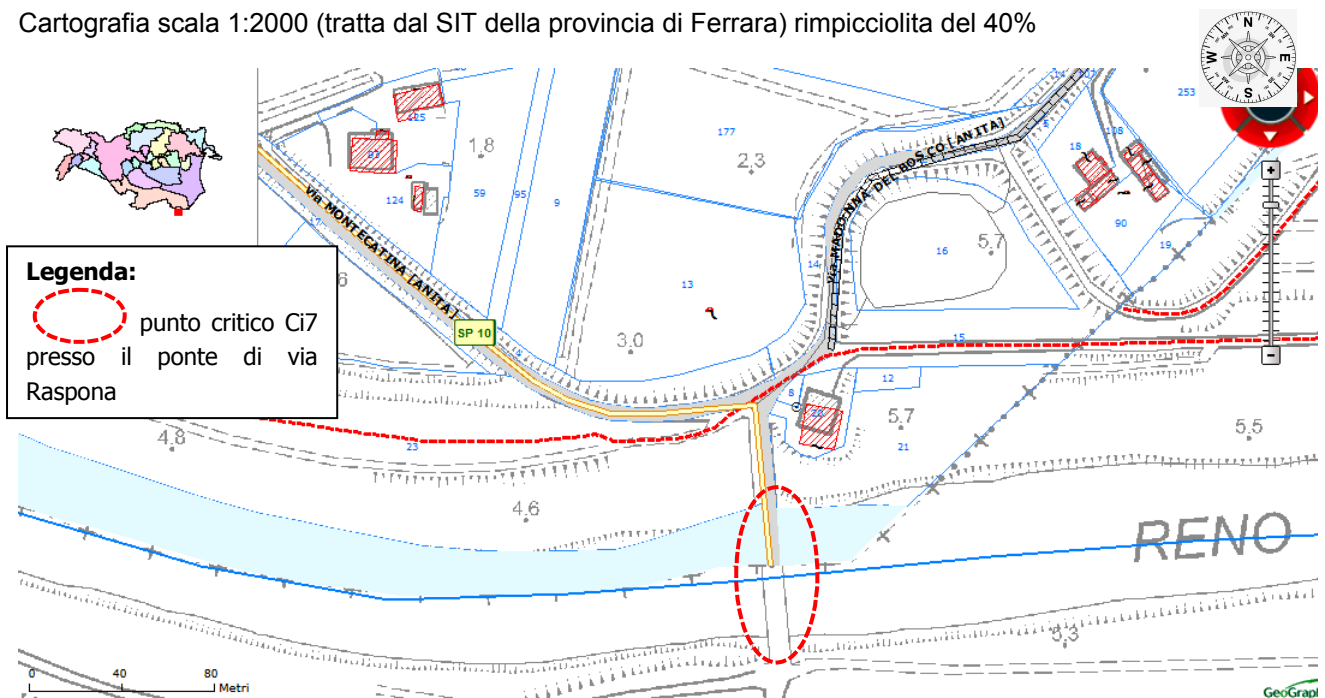 Cartografia scala 1:2000 (tratta dal SIT della provincia di Ferrara) rimpicciolita del 40%
N
W
E
S
253
177
108
18
1.8
2.3
59
95
9
124
via MONTECATINA [ANITA]
via MADONNA DEL BOSCO [ANITA]
5
90
19
5.7
16
14
13
Legenda:
punto critico Ci7
presso il ponte di via
Raspona
SP 10
3.0
15
12
8
20
5.7
21
4.8
23
5.5
4.6
RENO
5.3
0
40
80
Metri